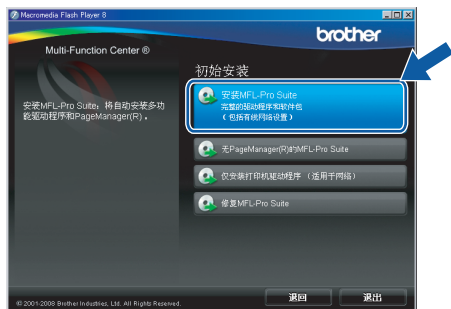 Macromedia Flash Player 8
brother
Multi-Function Center ®
初始安装
安装MFL-Pro Suite：将自动安装多功
能驱动程序和PageManager(R)。
安装MFL-Pro Suite
完整的驱动程序和软件包
（包括有线网络设置）
无PageManager(R)的MFL-Pro Suite
仅安装打印机驱动程序 （适用于网络）
修复MFL-Pro Suite
© 2001-2008 Brother Industries, Ltd. All Rights Reserved.
退回
退出